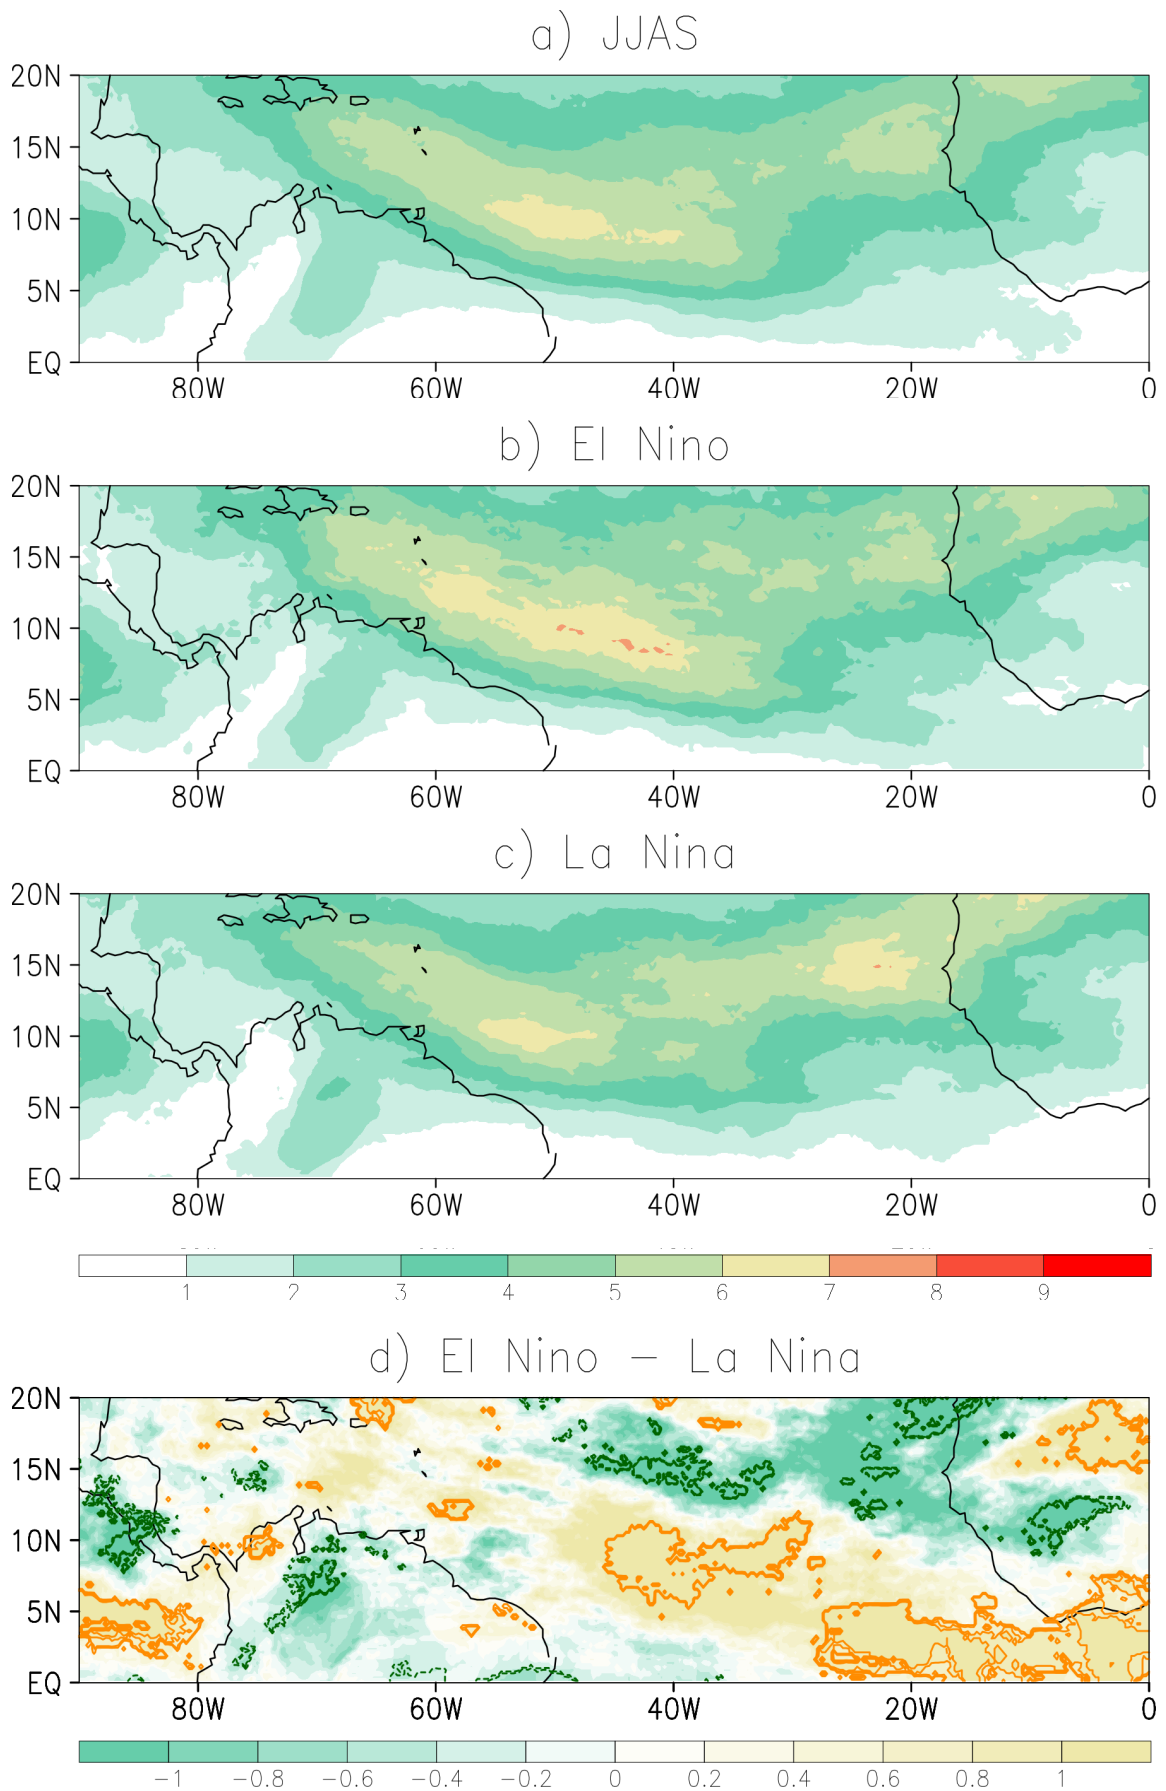 a) JJAS
20N
15N
10N
5N
EQ
80W 60W 40W 20W 0
b) El Nino
20N
15N
10N
5N
EQ
80W 60W 40W 20W 0
c) La Nina
20N
15N
10N
5N
EQ
80W 60W 40W 20W 0
1 2 3 4 5 6 7 8 9
d) El Nino – La Nina
20N
15N
10N
5N
EQ
80W 60W 40W 20W 0
−1 −0.8 −0.6 −0.4 −0.2 0 0.2 0.4 0.6 0.8 1